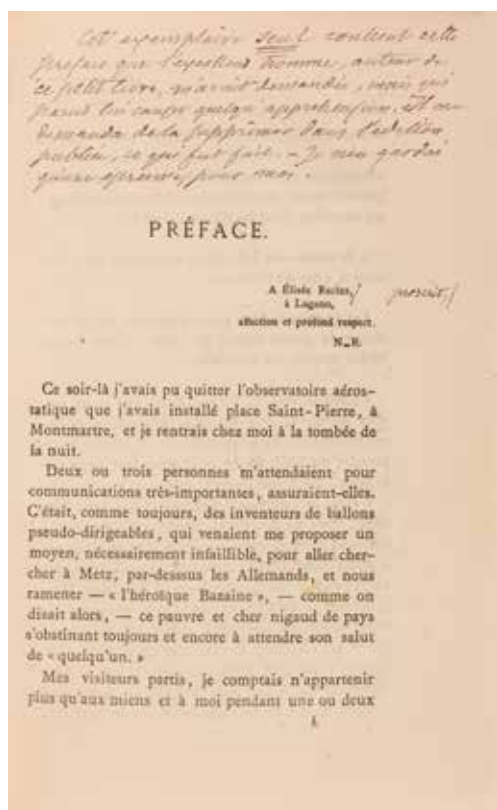 Cet exemplaire seul contient cette
préface que l'excellent homme, auteur de
ce petit livre, m'avait demandée, mais qui
parut lui causer quelqu'appréhension. Il me
demanda de la supprimer dans l'édition
publiée, ce qui fut fait. – Je n'en gardai
qu'une épreuve, pour moi.
PRÉFACE.
A Élisée Reclus, / proscrit, /
à Lugano,
affection et profond respect.
N_R.
Ce soir-là j'avais pu quitter l'observatoire aéros-
tatique que j'avais installé place Saint-Pierre, à
Montmartre, et je rentrais chez moi à la tombée de
la nuit.
Deux ou trois personnes m'attendaient pour
communications très-importantes, assuraient-elles.
C'était, comme toujours, des inventeurs de ballons
pseudo-dirigeables, qui venaient me proposer un
moyen, nécessairement infaillible, pour aller cher-
cher à Metz, par-desssus les Allemands, et nous
ramener — « l'héroïque Bazaine », — comme on
disait alors, — ce pauvre et cher nigaud de pays
s'obstinant toujours et encore à attendre son salut
de « quelqu'un. »
Mes visiteurs partis, je comptais n'appartenir
plus qu'aux miens et à moi pendant une ou deux